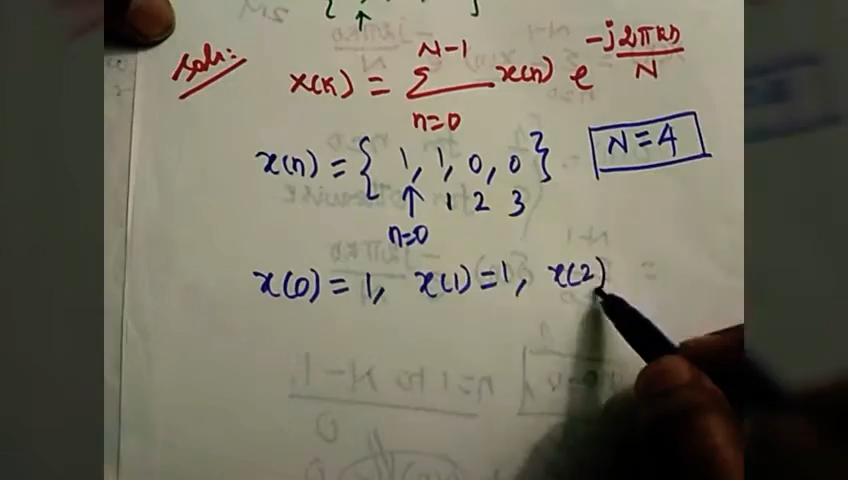 { ↑ }
Soln:
x(k) = Σ_{n=0}^{N-1} x(n) e^{-j2πkn/N}
x(n) = { 1, 1, 0, 0 } N=4
↑ 1 2 3
n=0
x(0) = 1, x(1) = 1, x(2)